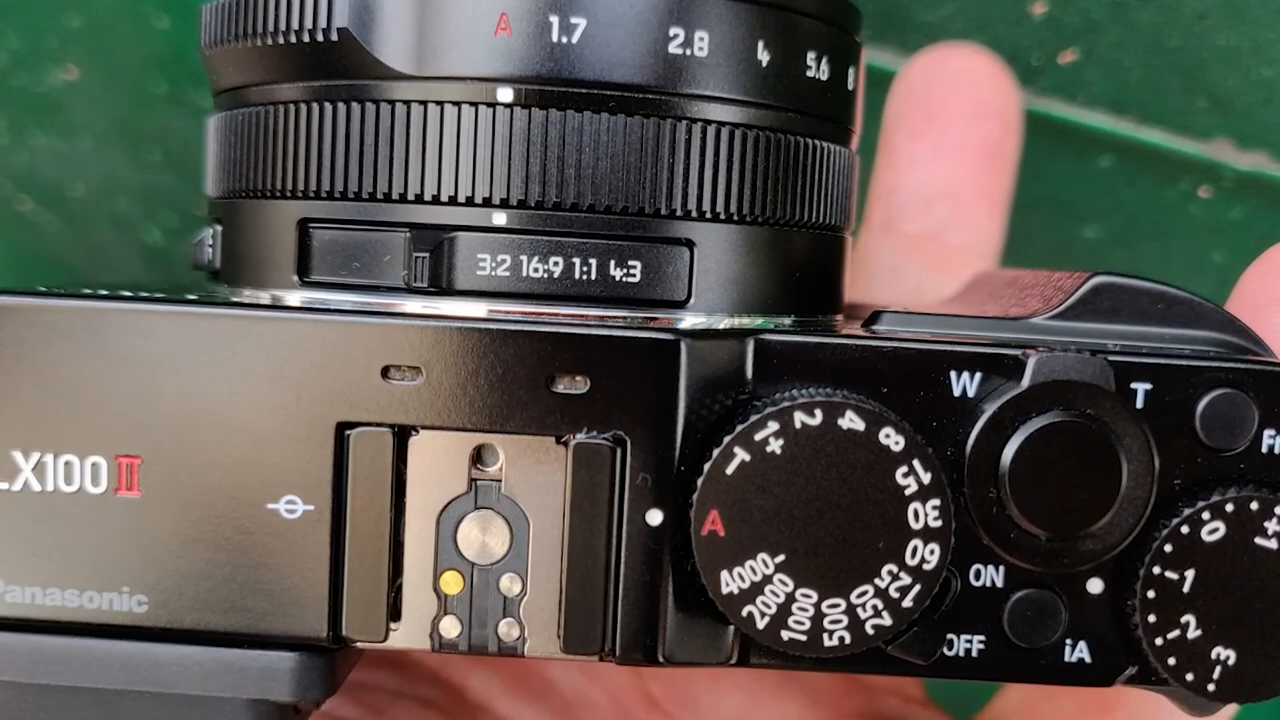 A 1.7 2.8 4 5.6 8
3:2 16:9 1:1 4:3
W T
LX100 II
Panasonic
A T 1+ 2 4 8 15 30 60 125 250 500 1000 2000 4000-
ON
OFF
iA
+1 0 -1 -2 -3